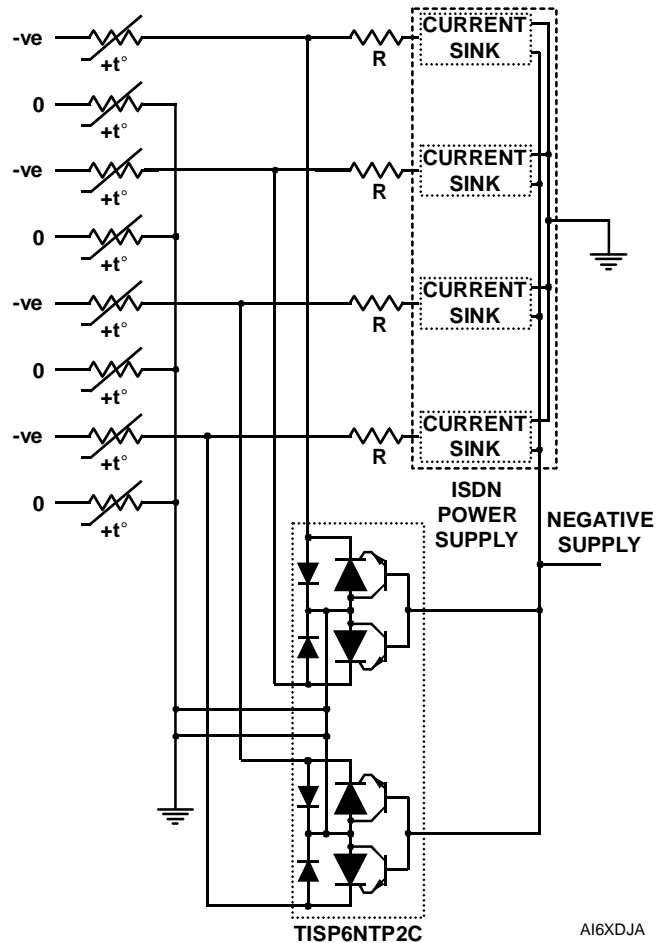 -ve
+t°
R
CURRENT
SINK
0
+t°
-ve
+t°
R
CURRENT
SINK
0
+t°
-ve
+t°
R
CURRENT
SINK
0
+t°
-ve
+t°
R
CURRENT
SINK
0
+t°
ISDN
POWER
SUPPLY
NEGATIVE
SUPPLY
TISP6NTP2C
AI6XDJA